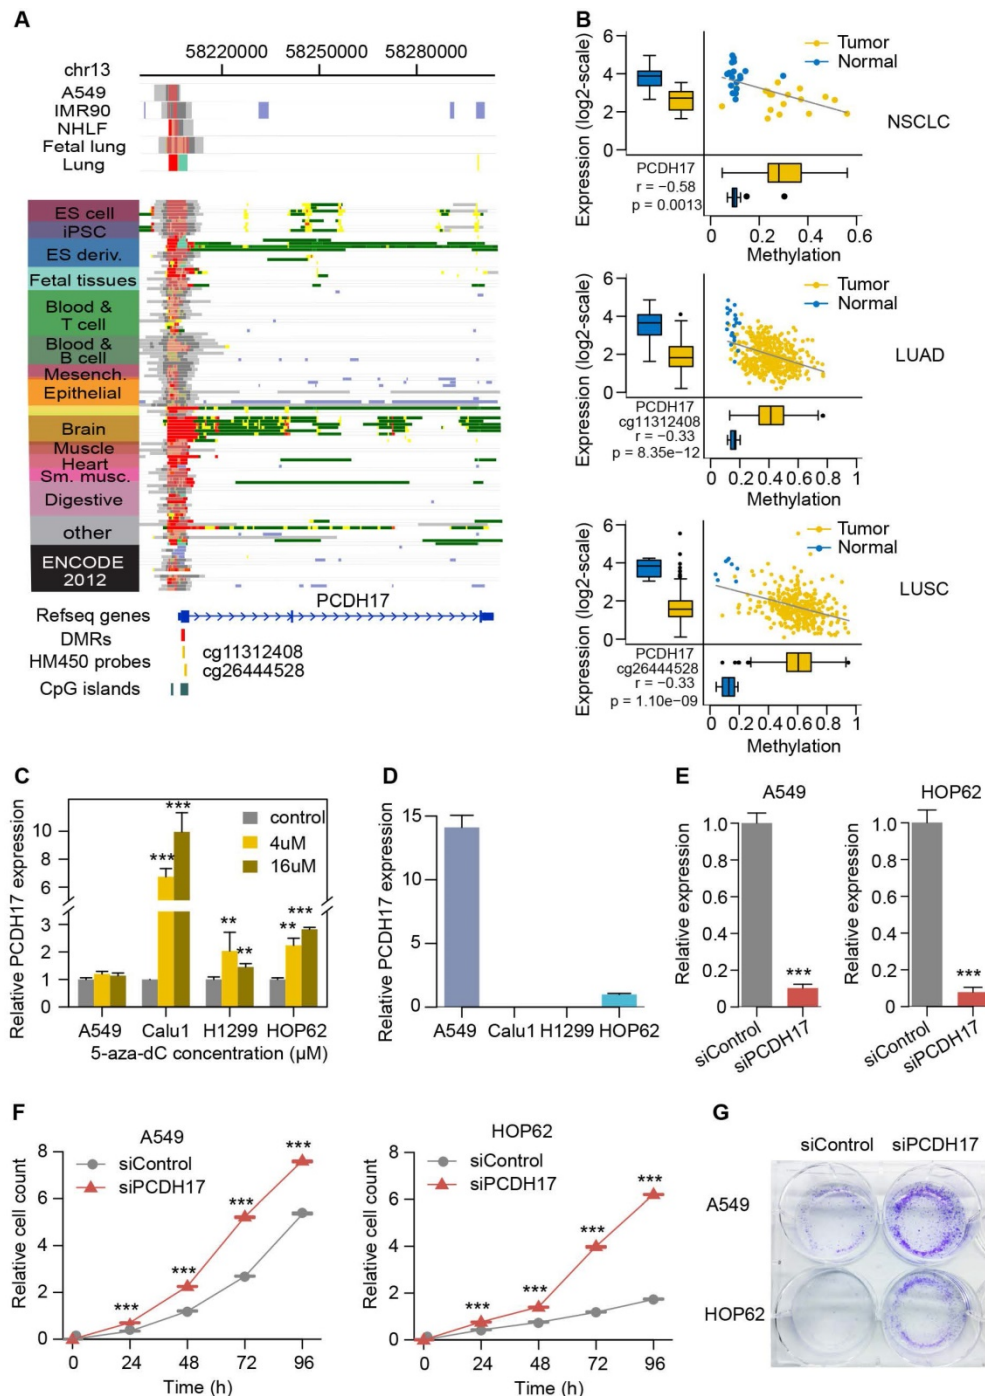 A
58220000 58250000 58280000
chr13
A549
IMR90
NHLF
Fetal lung
Lung
ES cell
iPSC
ES deriv.
Fetal tissues
Blood &
T cell
Blood &
B cell
Mesench.
Epithelial
Brain
Muscle
Heart
Sm. musc.
Digestive
other
ENCODE
2012
PCDH17
Refseq genes
DMRs
HM450 probes
cg11312408
cg26444528
CpG islands
B
Expression (log2-scale)
6
4
2
0
Tumor
Normal
NSCLC
PCDH17
r = −0.58
p = 0.0013
0 0.2 0.4 0.6
Methylation
Expression (log2-scale)
6
4
2
0
Tumor
Normal
LUAD
PCDH17
cg11312408
r = −0.33
p = 8.35e−12
0 0.2 0.4 0.6 0.8 1
Methylation
Expression (log2-scale)
6
4
2
0
Tumor
Normal
LUSC
PCDH17
cg26444528
r = −0.33
p = 1.10e−09
0 0.2 0.4 0.6 0.8 1
Methylation
C
Relative PCDH17 expression
10
8
6
3
2
1
0
control
4uM
16uM
*** ***
** **
** ***
A549 Calu1 H1299 HOP62
5-aza-dC concentration (μM)
D
Relative PCDH17 expression
15
10
5
0
A549 Calu1 H1299 HOP62
E
A549
Relative expression
1.0
0.8
0.6
0.4
0.2
0
***
siControl
siPCDH17
HOP62
Relative expression
1.0
0.8
0.6
0.4
0.2
0
***
siControl
siPCDH17
F
A549
siControl
siPCDH17
Relative cell count
8
6
4
2
0
*** *** *** ***
0 24 48 72 96
Time (h)
HOP62
siControl
siPCDH17
Relative cell count
8
6
4
2
0
*** *** *** ***
0 24 48 72 96
Time (h)
G
siControl siPCDH17
A549
HOP62